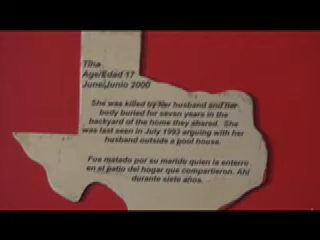 Tina
Age/Edad 17
June/Junio 2000
She was killed by her husband and her
body buried for seven years in the
backyard of the home they shared. She
was last seen in July 1993 arguing with her
husband outside a pool house.
Fue matado por su marido quien la enterro
en el patio del hogar que compartieron. Ahi
durante siete años.